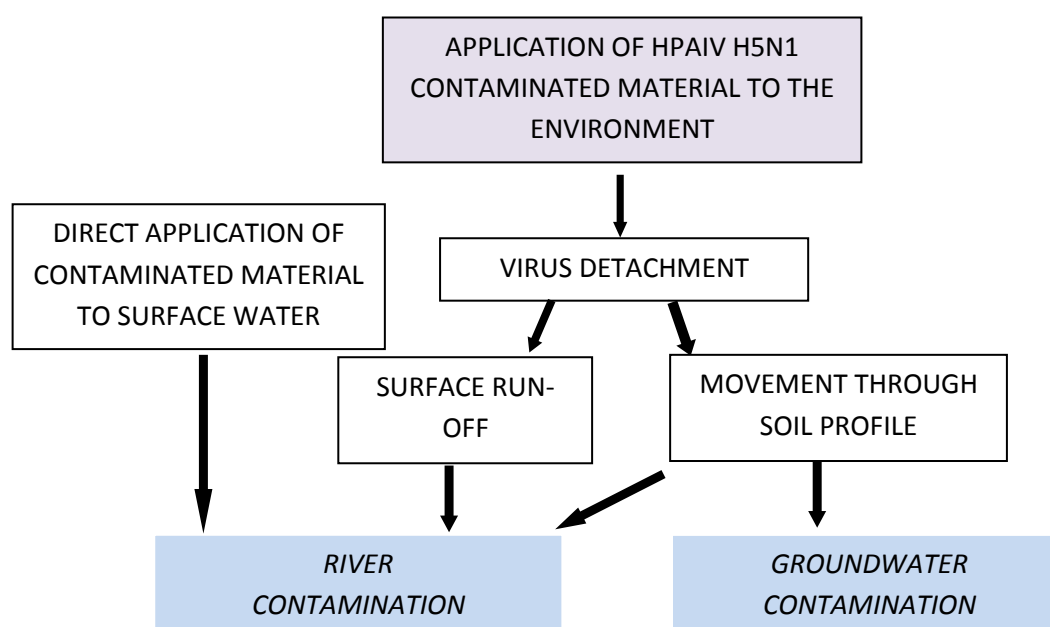 APPLICATION OF HPAIV H5N1
CONTAMINATED MATERIAL TO THE
ENVIRONMENT
DIRECT APPLICATION OF
CONTAMINATED MATERIAL
TO SURFACE WATER
VIRUS DETACHMENT
SURFACE RUN-
OFF
MOVEMENT THROUGH
SOIL PROFILE
RIVER
CONTAMINATION
GROUNDWATER
CONTAMINATION